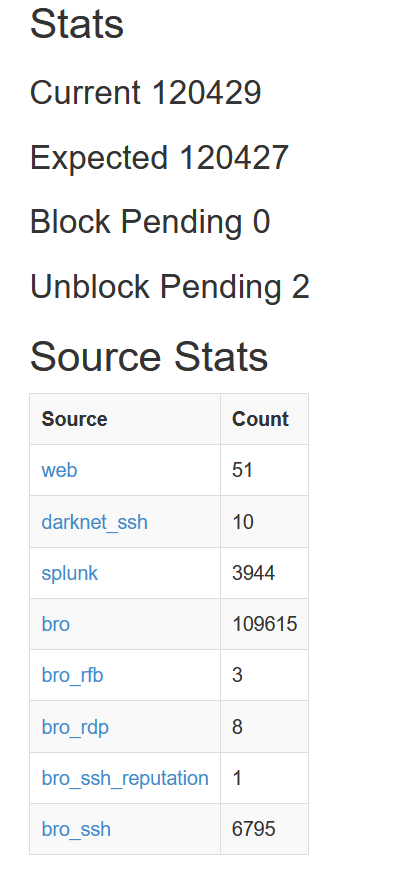 Stats
Current 120429
Expected 120427
Block Pending 0
Unblock Pending 2
Source Stats
Source Count
web 51
darknet_ssh 10
splunk 3944
bro 109615
bro_rfb 3
bro_rdp 8
bro_ssh_reputation 1
bro_ssh 6795